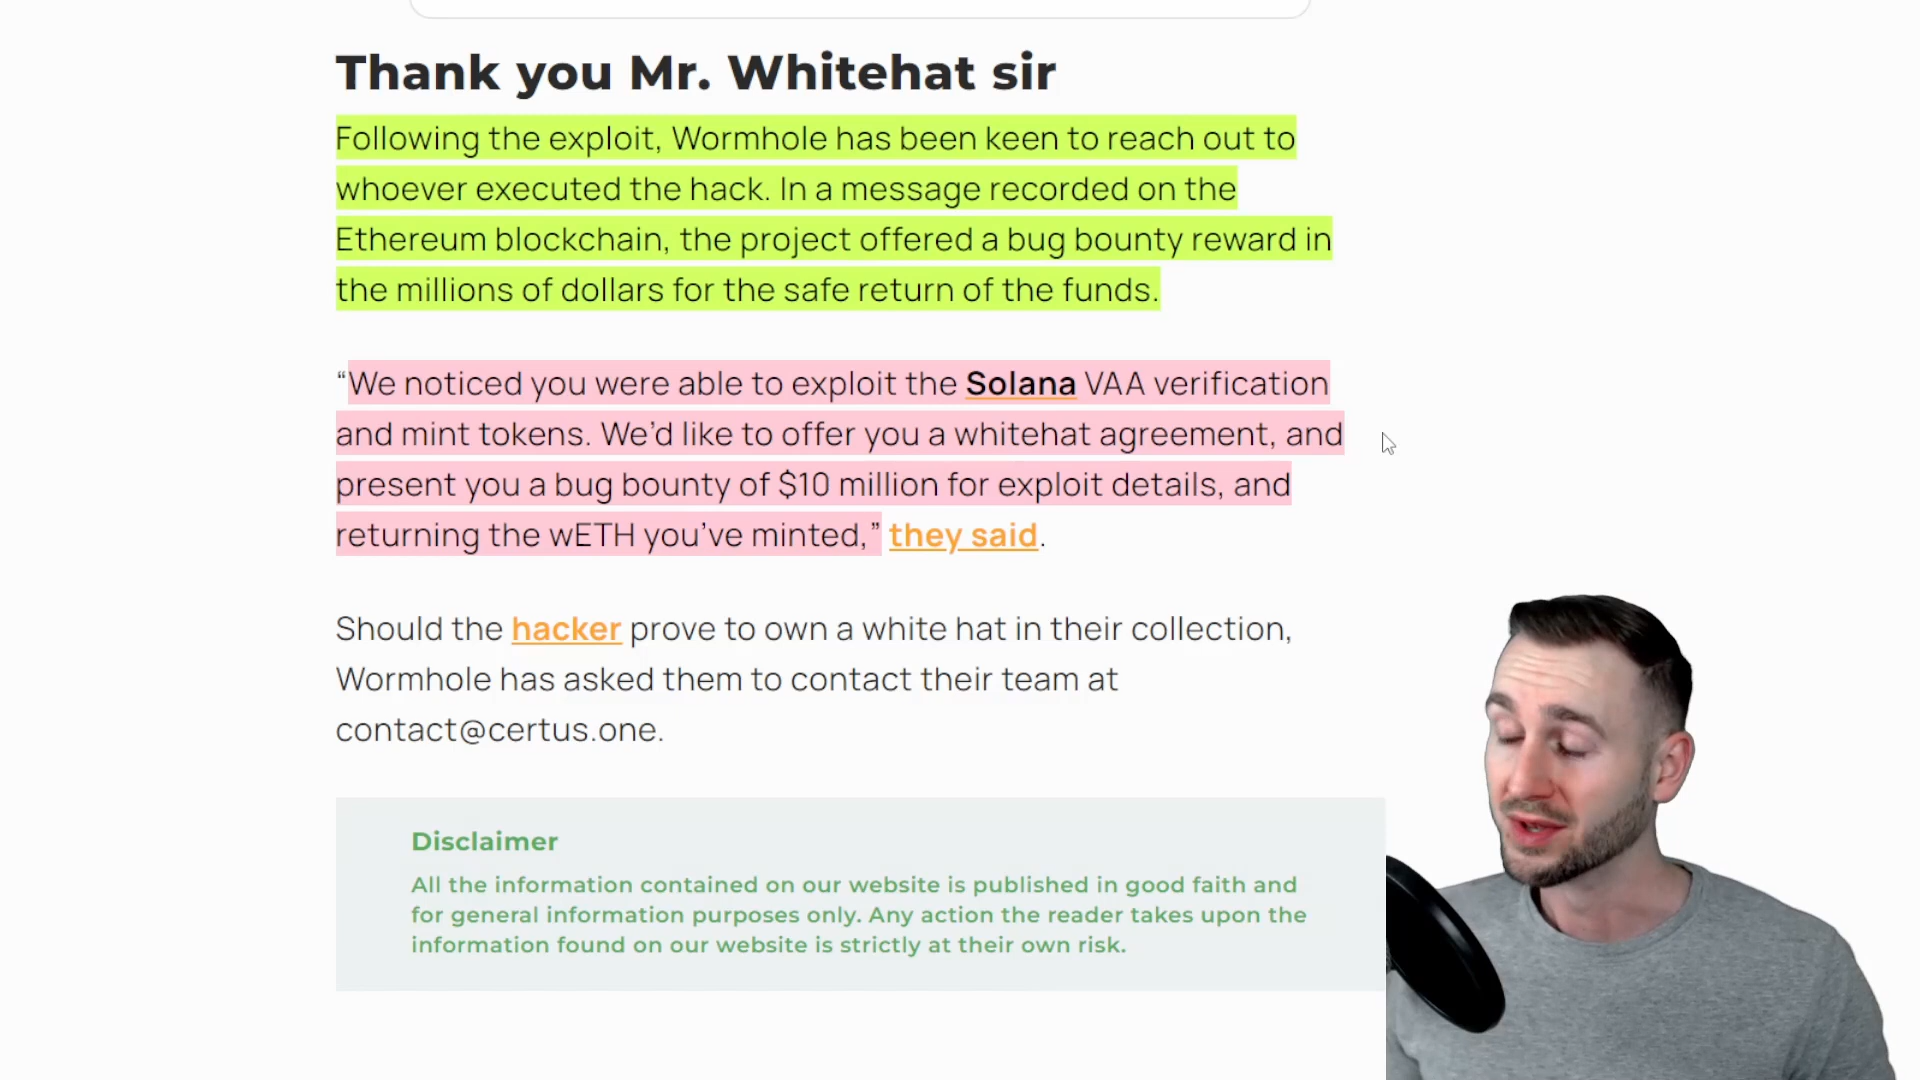 Thank you Mr. Whitehat sir
Following the exploit, Wormhole has been keen to reach out to
whoever executed the hack. In a message recorded on the
Ethereum blockchain, the project offered a bug bounty reward in
the millions of dollars for the safe return of the funds.
“We noticed you were able to exploit the Solana VAA verification
and mint tokens. We’d like to offer you a whitehat agreement, and
present you a bug bounty of $10 million for exploit details, and
returning the wETH you’ve minted,” they said.
Should the hacker prove to own a white hat in their collection,
Wormhole has asked them to contact their team at
contact@certus.one.
Disclaimer
All the information contained on our website is published in good faith and
for general information purposes only. Any action the reader takes upon the
information found on our website is strictly at their own risk.